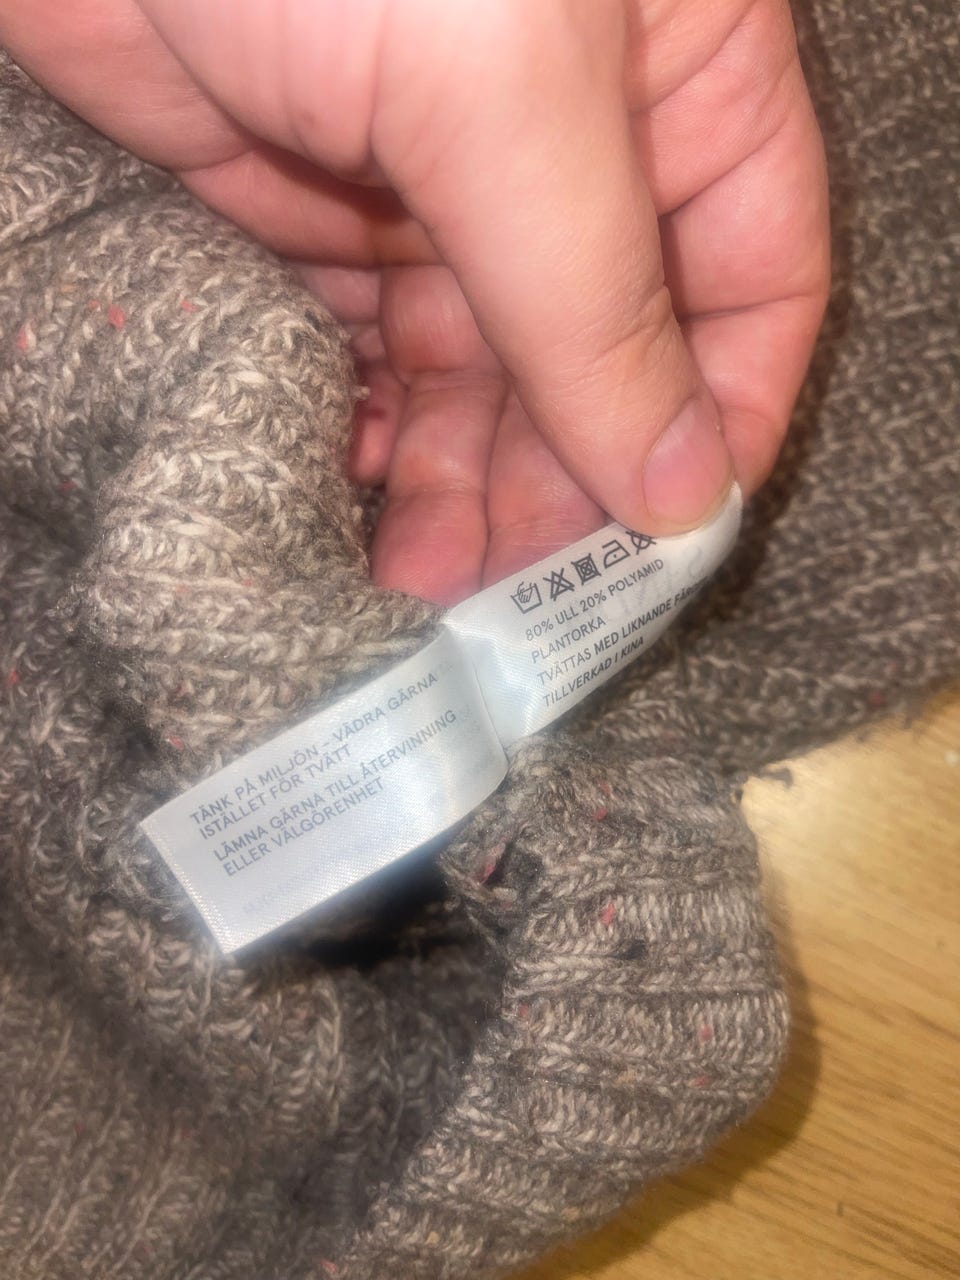 80% ULL 20% POLYAMID
PLANTORKA
TVÄTTAS MED LIKNANDE
TILLVERKAD I KINA
TÄNK PÅ MILJÖN – VÄDRA GÄRNA
ISTÄLLET FÖR TVÄTT
LÄMNA GÄRNA TILL ÅTERVINNING
ELLER VÄLGÖRENHET